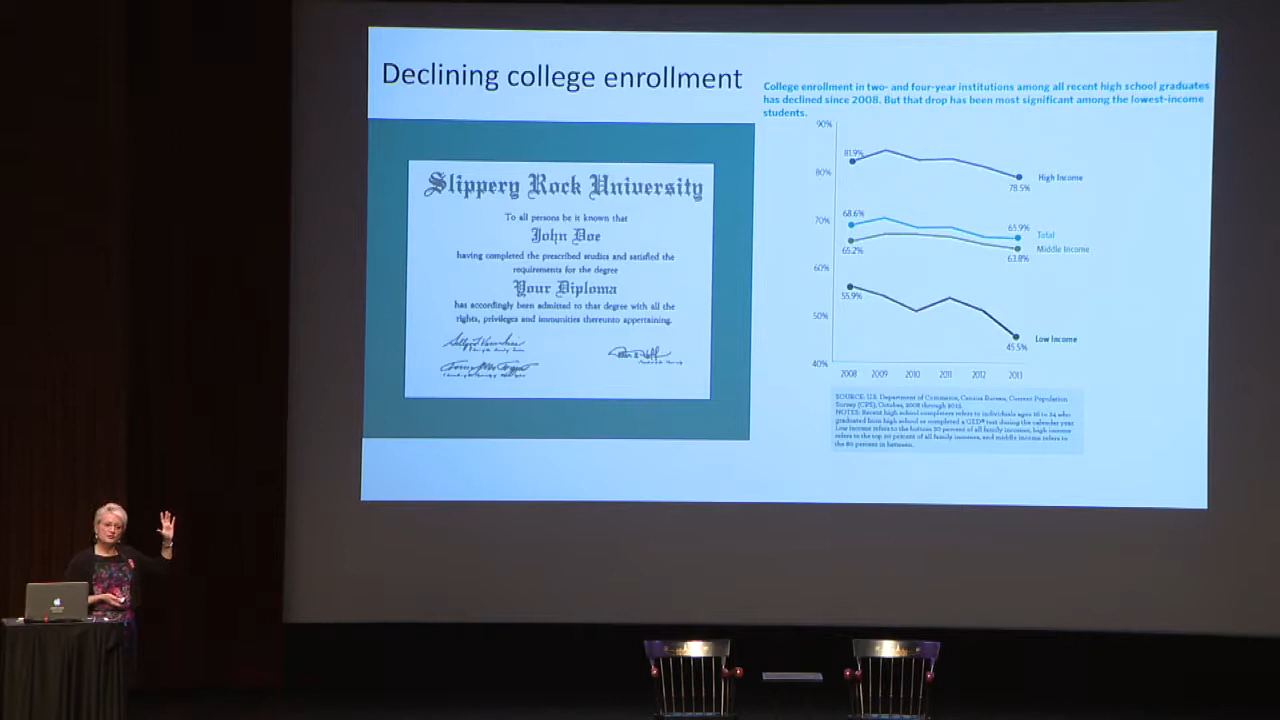 Declining college enrollment
College enrollment in two- and four-year institutions among all recent high school graduates
has declined since 2008. But that drop has been most significant among the lowest-income
students.
Slippery Rock University
To all persons be it known that
John Doe
having completed the prescribed studies and satisfied the
requirements for the degree
Your Diploma
has accordingly been admitted to that degree with all the
rights, privileges and immunities thereunto appertaining.
90%
80%
70%
60%
50%
40%
81.9%
78.5%
High Income
68.6%
65.9%
Total
65.2%
63.8%
Middle Income
55.9%
45.5%
Low Income
2008 2009 2010 2011 2012 2013
SOURCE: U.S. Department of Commerce, Census Bureau, Current Population
Survey (CPS), October, 2008 through 2013.
NOTES: Recent high school completers refers to individuals ages 16 to 24 who
graduated from high school or completed a GED® test during the calendar year.
Low income refers to the bottom 20 percent of all family incomes, high income
refers to the top 20 percent of all family incomes, and middle income refers to
the 60 percent in between.